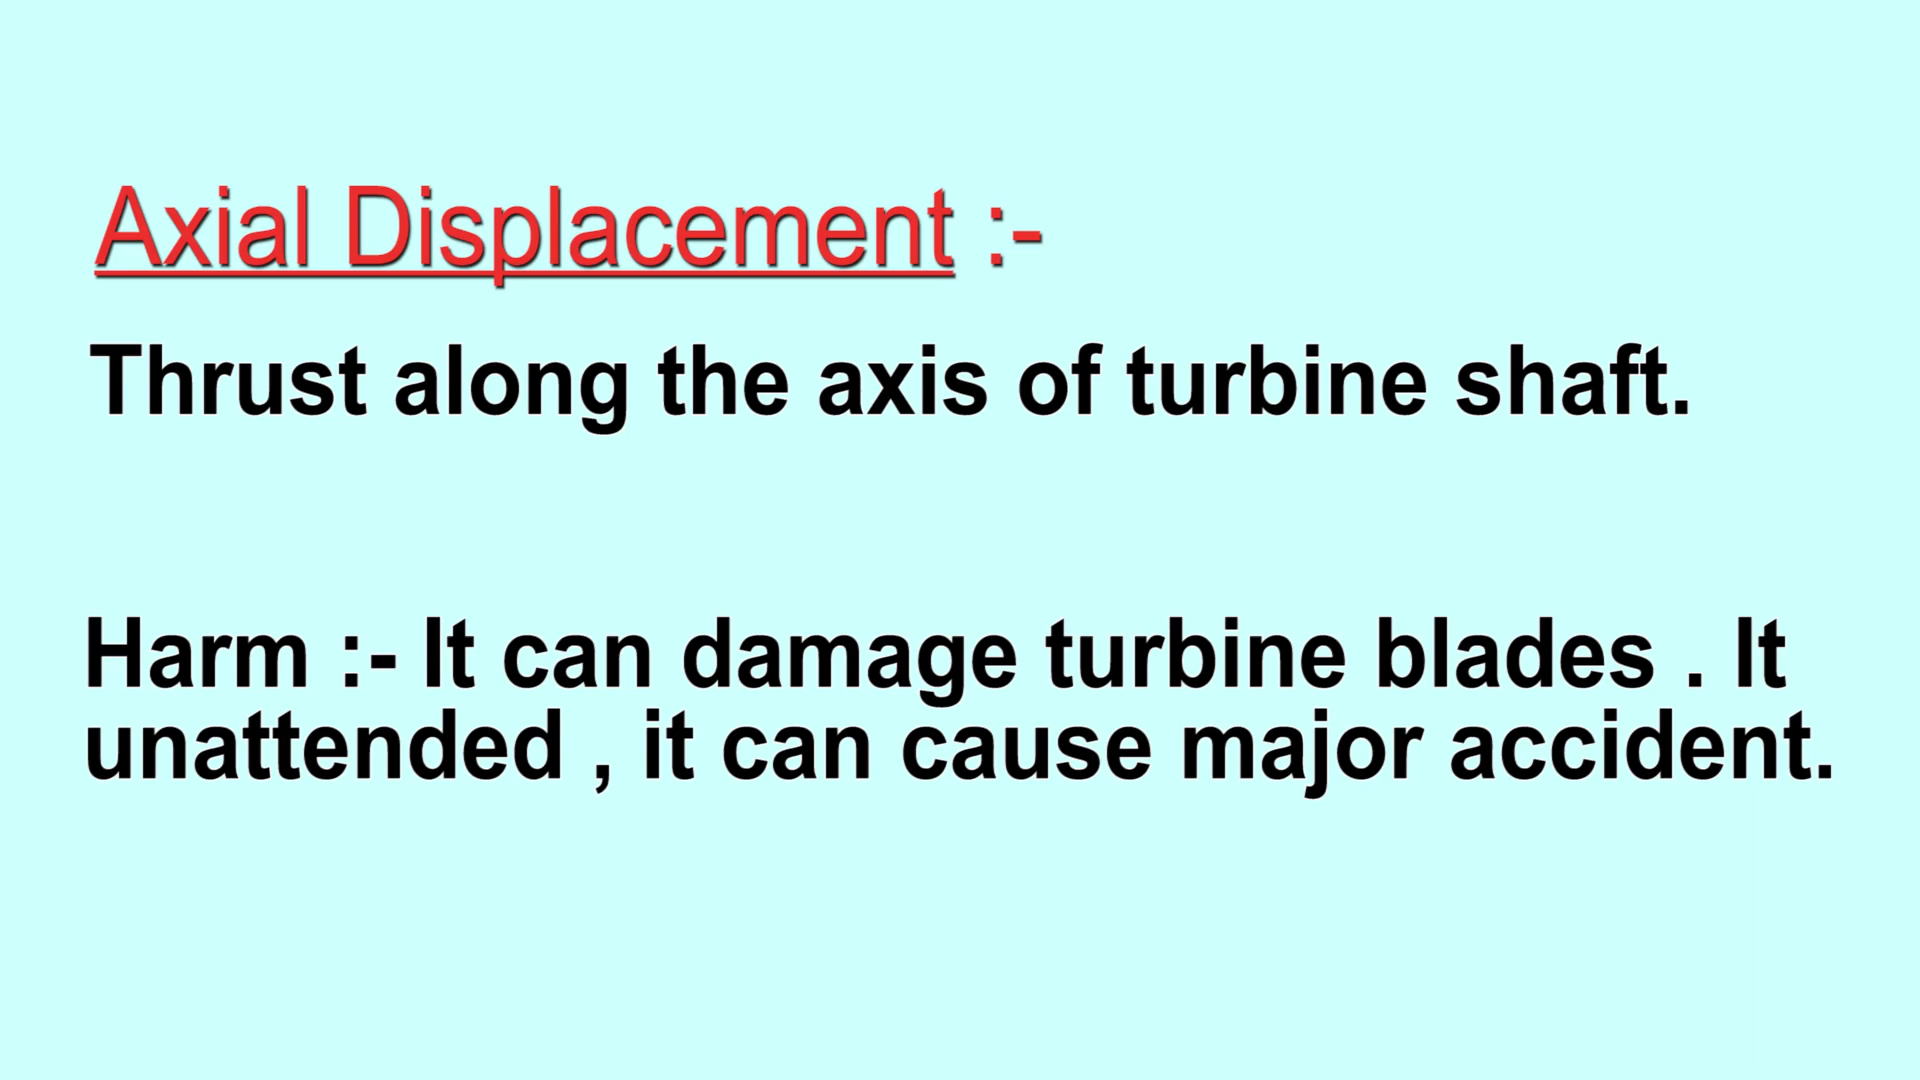 Axial Displacement :-
Thrust along the axis of turbine shaft.
Harm :- It can damage turbine blades . It
unattended , it can cause major accident.